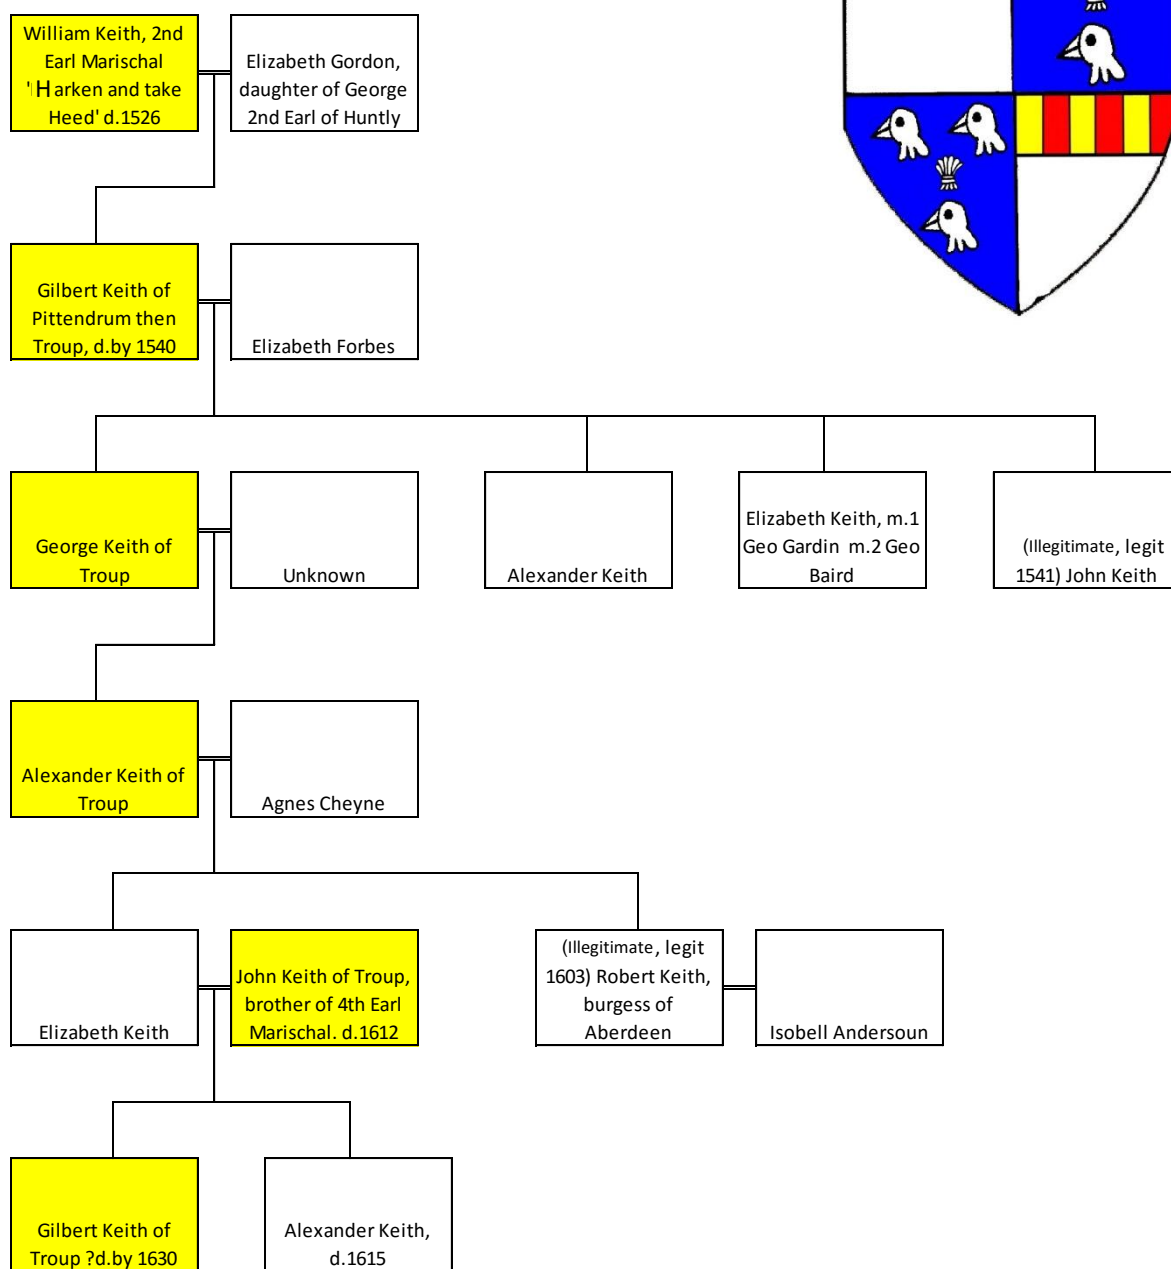 William Keith, 2nd
Earl Marischal
'Harken and take
Heed' d.1526
Elizabeth Gordon,
daughter of George
2nd Earl of Huntly
Gilbert Keith of
Pittendrum then
Troup, d.by 1540
Elizabeth Forbes
George Keith of
Troup
Unknown
Alexander Keith
Elizabeth Keith, m.1
Geo Gardin m.2 Geo
Baird
(Illegitimate, legit
1541) John Keith
Alexander Keith of
Troup
Agnes Cheyne
Elizabeth Keith
John Keith of Troup,
brother of 4th Earl
Marischal. d.1612
(Illegitimate, legit
1603) Robert Keith,
burgess of
Aberdeen
Isobell Andersoun
Gilbert Keith of
Troup ?d.by 1630
Alexander Keith,
d.1615